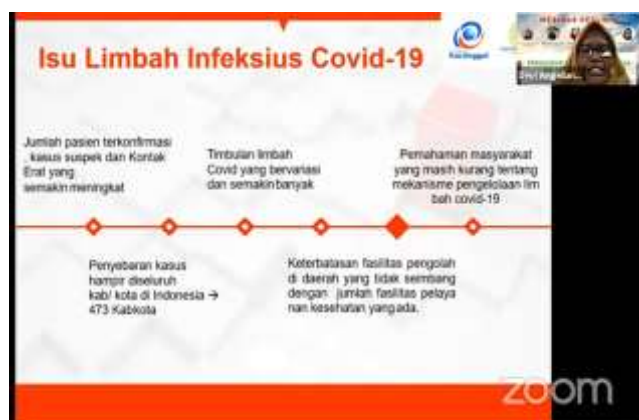 Isu Limbah Infeksius Covid-19
Jumlah pasien terkonfirmasi
, kasus suspek dan Kontak
Erat yang
semakin meningkat
Timbulan limbah
Covid yang bervariasi
dan semakin banyak
Pemahaman masyarakat
yang masih kurang tentang
mekanisme pengelolaan lim
bah covid-19
Penyebaran kasus
hampir diseluruh
kab/ kota di Indonesia →
473 Kabkota
Keterbatasan fasilitas pengolah
di daerah yang tidak seimbang
dengan jumlah fasilitas pelaya
nan kesehatan yang ada.
zoom